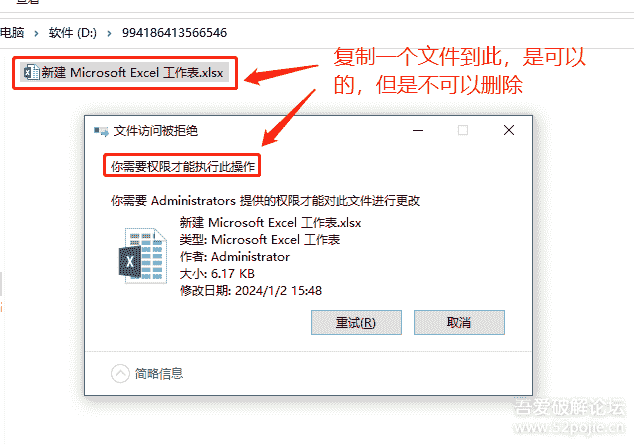 电脑 > 软件 (D:) > 994186413566546
新建 Microsoft Excel 工作表.xlsx
复制一个文件到此，是可以
的，但是不可以删除
文件访问被拒绝
你需要权限才能执行此操作
你需要 Administrators 提供的权限才能对此文件进行更改
新建 Microsoft Excel 工作表.xlsx
类型: Microsoft Excel 工作表
作者: Administrator
大小: 6.17 KB
修改日期: 2024/1/2 15:48
重试(R)
取消
简略信息
吾爱破解论坛
www.52pojie.cn